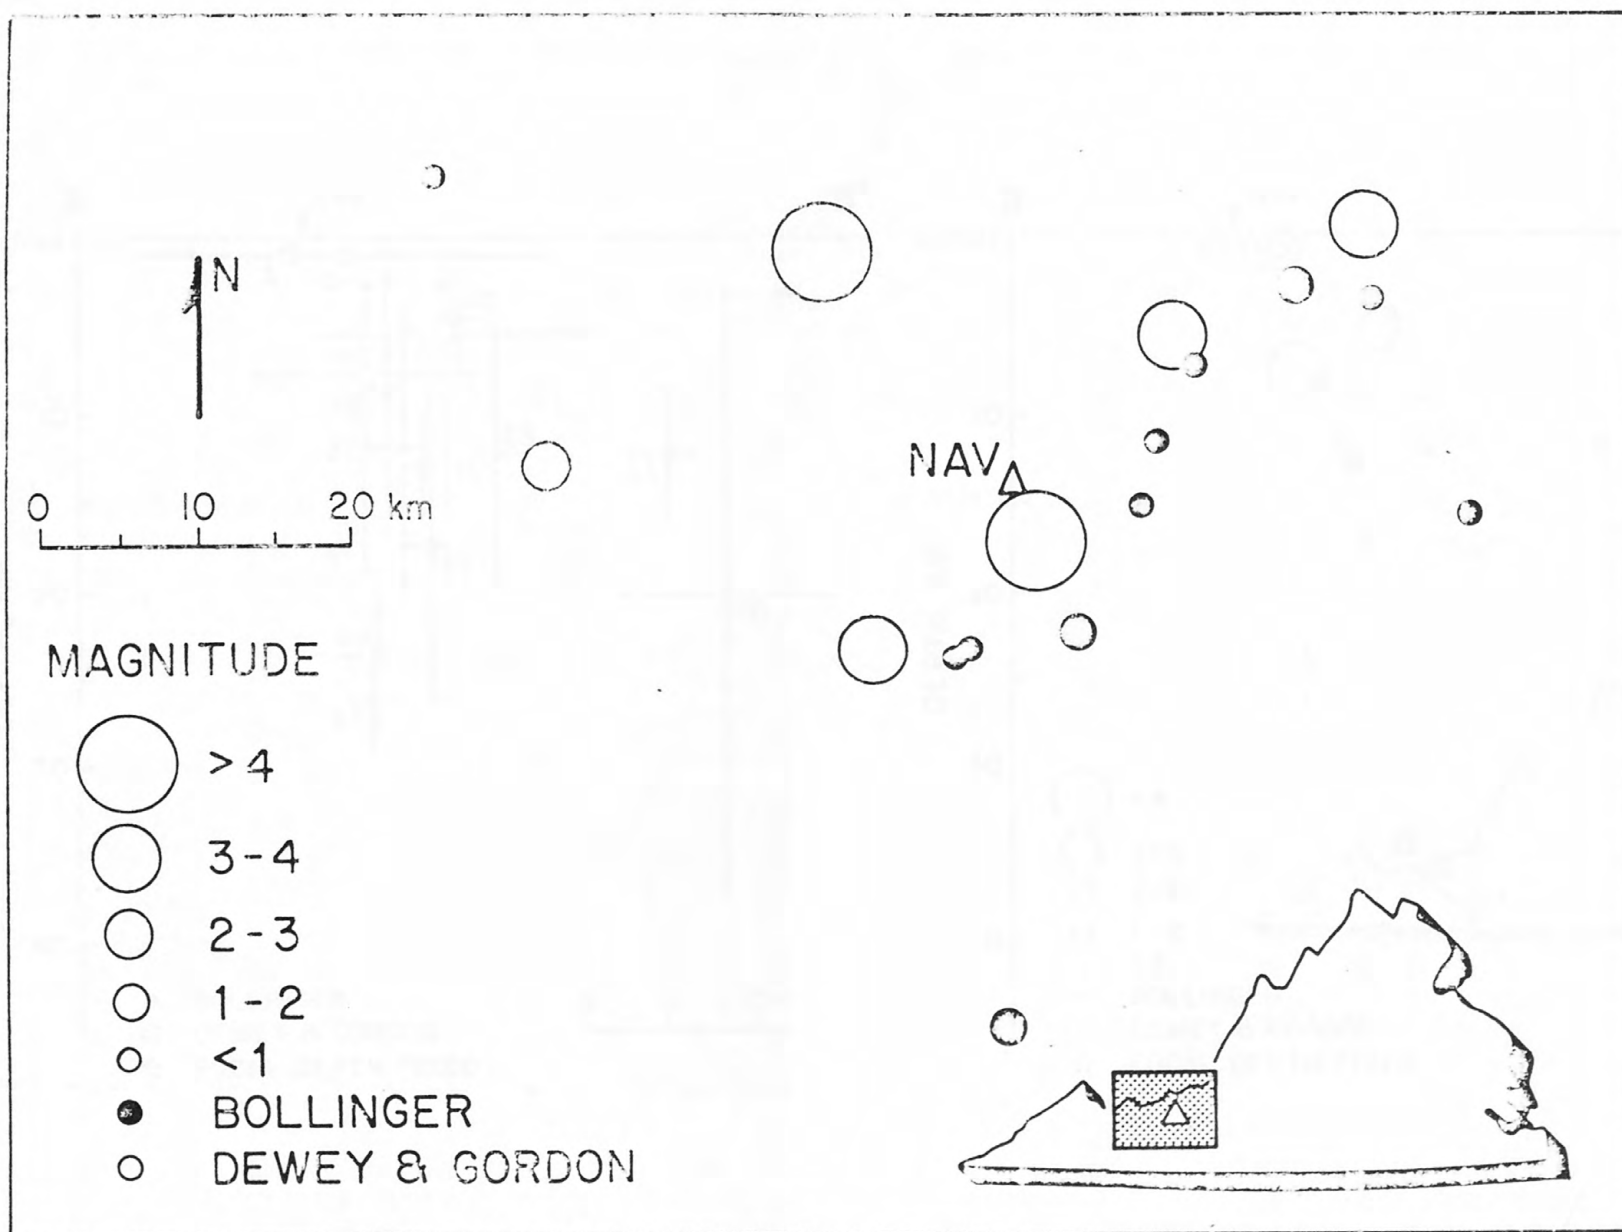 N
NAV
0 10 20 km
MAGNITUDE
>4
3-4
2-3
1-2
<1
BOLLINGER
DEWEY & GORDON